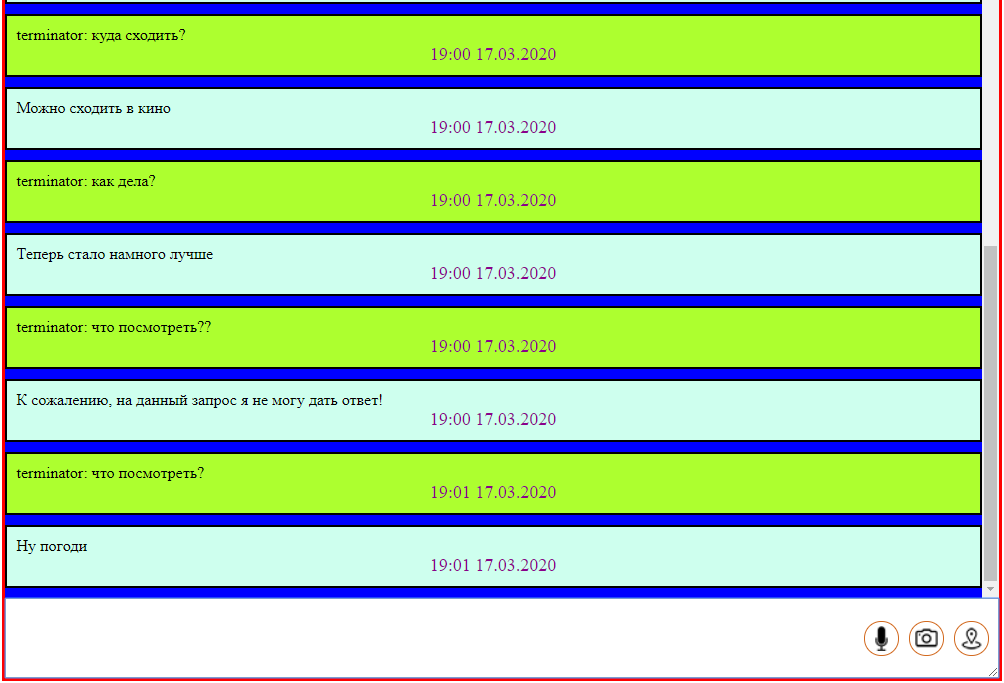 terminator: куда сходить?
19:00 17.03.2020
Можно сходить в кино
19:00 17.03.2020
terminator: как дела?
19:00 17.03.2020
Теперь стало намного лучше
19:00 17.03.2020
terminator: что посмотреть??
19:00 17.03.2020
К сожалению, на данный запрос я не могу дать ответ!
19:00 17.03.2020
terminator: что посмотреть?
19:01 17.03.2020
Ну погоди
19:01 17.03.2020